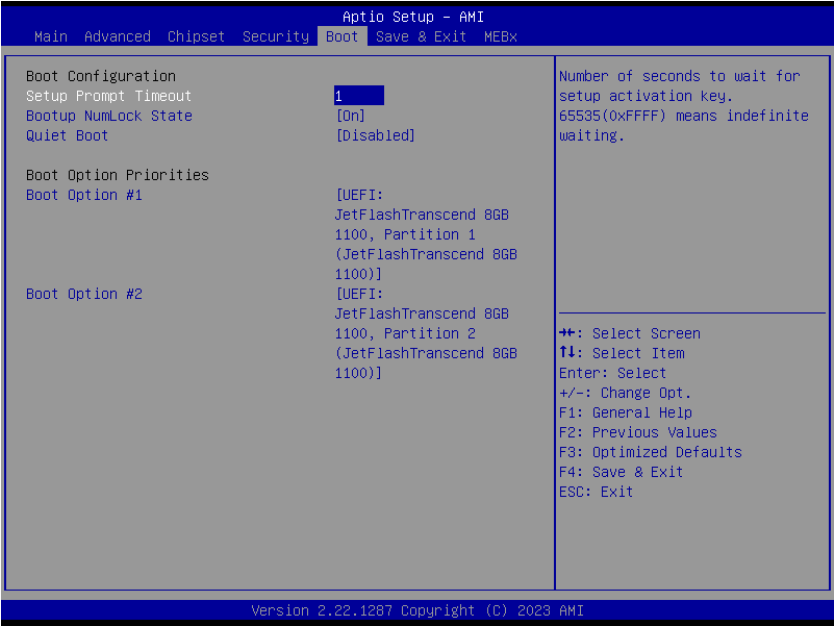 Aptio Setup – AMI
Main Advanced Chipset Security Boot Save & Exit MEBx
Boot Configuration
Setup Prompt Timeout 1
Bootup NumLock State [On]
Quiet Boot [Disabled]
Boot Option Priorities
Boot Option #1 [UEFI:
JetFlashTranscend 8GB
1100, Partition 1
(JetFlashTranscend 8GB
1100)]
Boot Option #2 [UEFI:
JetFlashTranscend 8GB
1100, Partition 2
(JetFlashTranscend 8GB
1100)]
Number of seconds to wait for
setup activation key.
65535(0xFFFF) means indefinite
waiting.
→←: Select Screen
↑↓: Select Item
Enter: Select
+/-: Change Opt.
F1: General Help
F2: Previous Values
F3: Optimized Defaults
F4: Save & Exit
ESC: Exit
Version 2.22.1287 Copyright (C) 2023 AMI